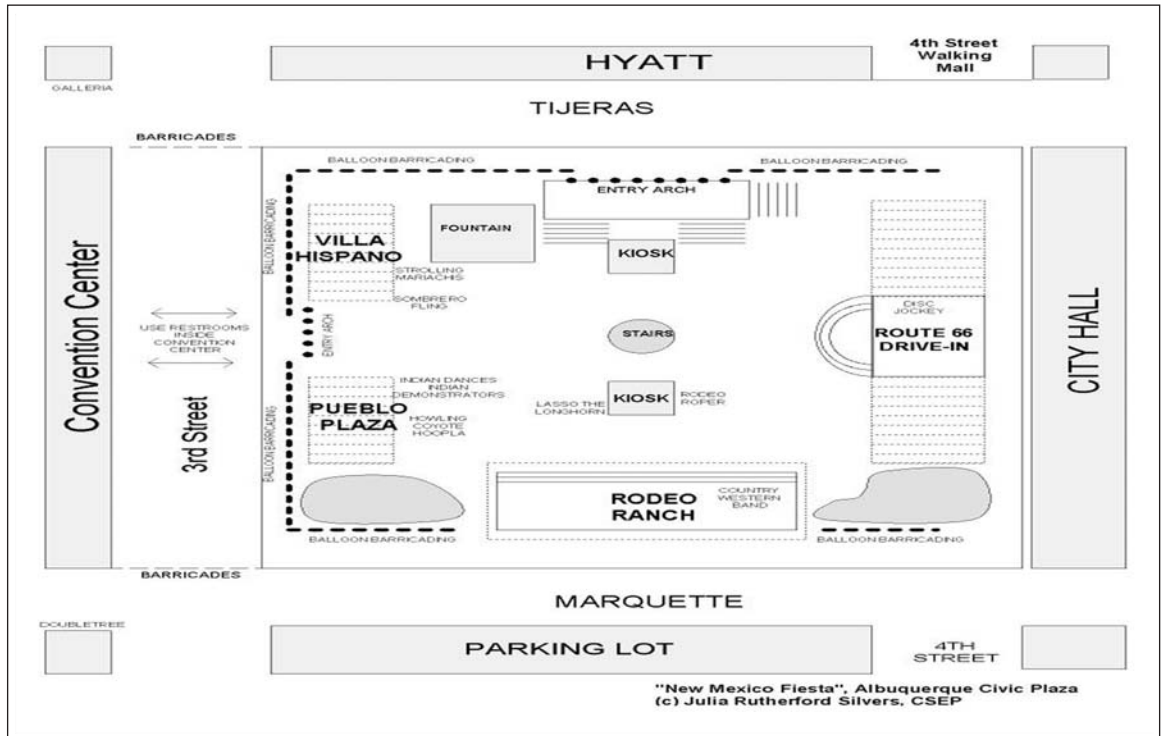 HYATT
4th Street
Walking
Mall
GALLERIA
TIJERAS
BARRICADES
BALLOON BARRICADING
BALLOON BARRICADING
ENTRY ARCH
BALLOON BARRICADING
VILLA
HISPANO
FOUNTAIN
KIOSK
STROLLING
MARIACHIS
SOMBRERO
FLING
Convention Center
USE RESTROOMS
INSIDE
CONVENTION
CENTER
ENTRY ARCH
STAIRS
DISC
JOCKEY
ROUTE 66
DRIVE-IN
CITY HALL
3rd Street
INDIAN DANCES
INDIAN
DEMONSTRATORS
PUEBLO
PLAZA
HOWLING
COYOTE
HOOPLA
LASSO THE
LONGHORN
KIOSK
RODEO
ROPER
BALLOON BARRICADING
RODEO
RANCH
COUNTRY
WESTERN
BAND
BALLOON BARRICADING
BALLOON BARRICADING
BARRICADES
MARQUETTE
DOUBLETREE
PARKING LOT
4TH
STREET
"New Mexico Fiesta", Albuquerque Civic Plaza
(c) Julia Rutherford Silvers, CSEP